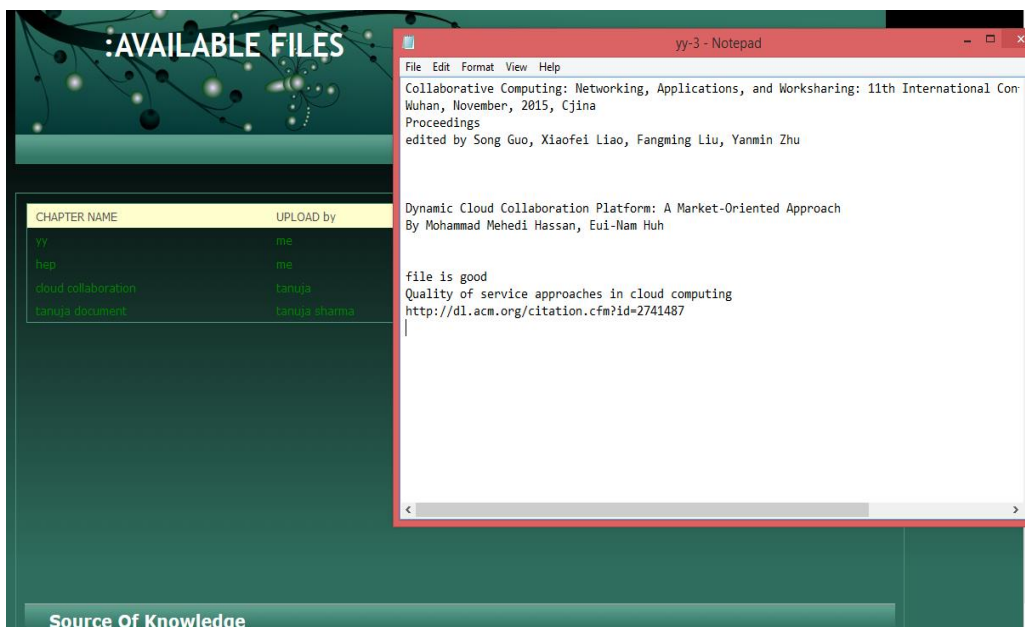 :AVAILABLE FILES
CHAPTER NAME UPLOAD by
yy me
hep me
cloud collaboration tanuja
tanuja document tanuja sharma
Source Of Knowledge
yy-3 - Notepad
File Edit Format View Help
Collaborative Computing: Networking, Applications, and Worksharing: 11th International Con
Wuhan, November, 2015, Cjina
Proceedings
edited by Song Guo, Xiaofei Liao, Fangming Liu, Yanmin Zhu
Dynamic Cloud Collaboration Platform: A Market-Oriented Approach
By Mohammad Mehedi Hassan, Eui-Nam Huh
file is good
Quality of service approaches in cloud computing
http://dl.acm.org/citation.cfm?id=2741487